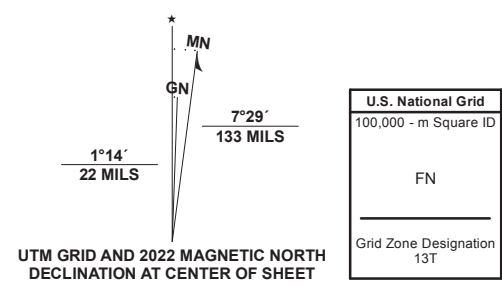 ★
MN
GN
7°29´
133 MILS
1°14´
22 MILS
UTM GRID AND 2022 MAGNETIC NORTH
DECLINATION AT CENTER OF SHEET
U.S. National Grid
100,000 - m Square ID
FN
Grid Zone Designation
13T